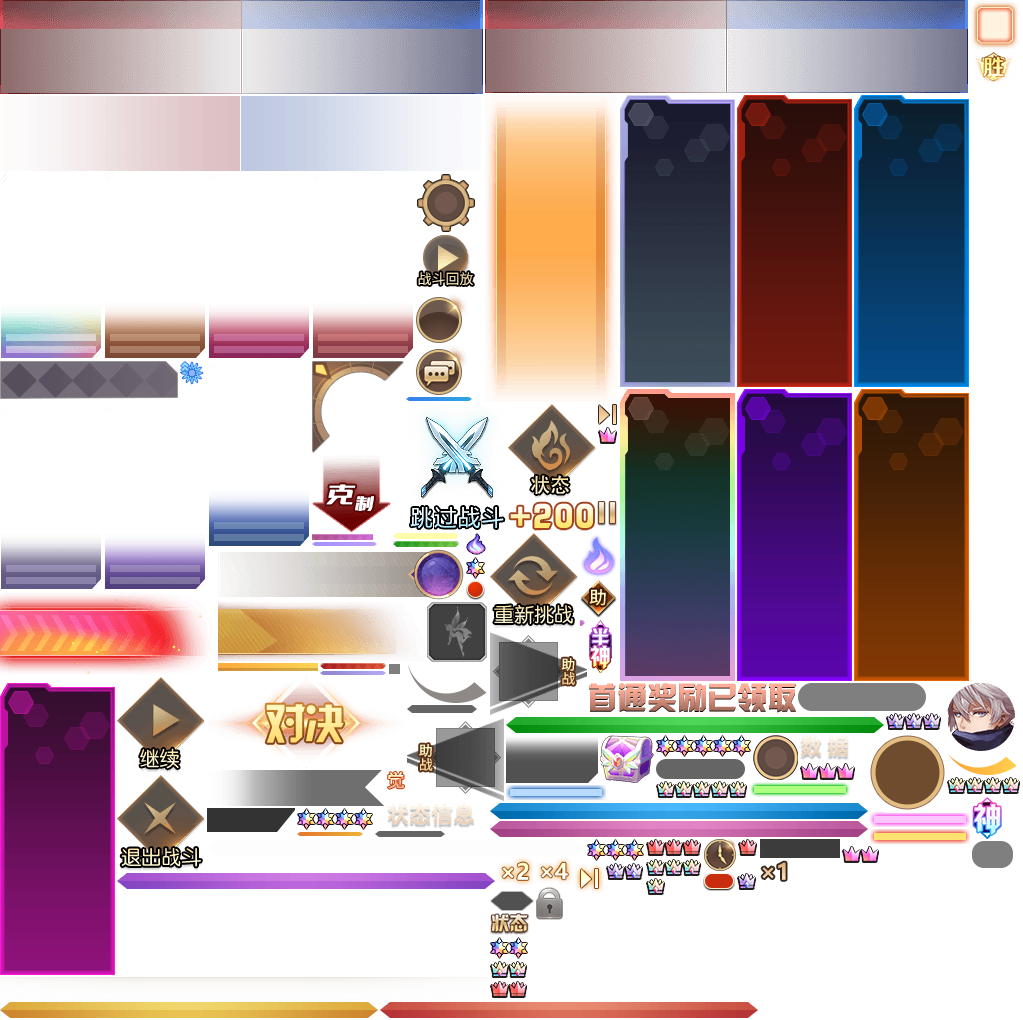 胜
战斗回放
克制
跳过战斗
状态
+200
重新挑战
助
半神
助战
首通奖励已领取
继续
对决
助战
数据
觉
状态信息
神
退出战斗
×2
×4
×1
状态